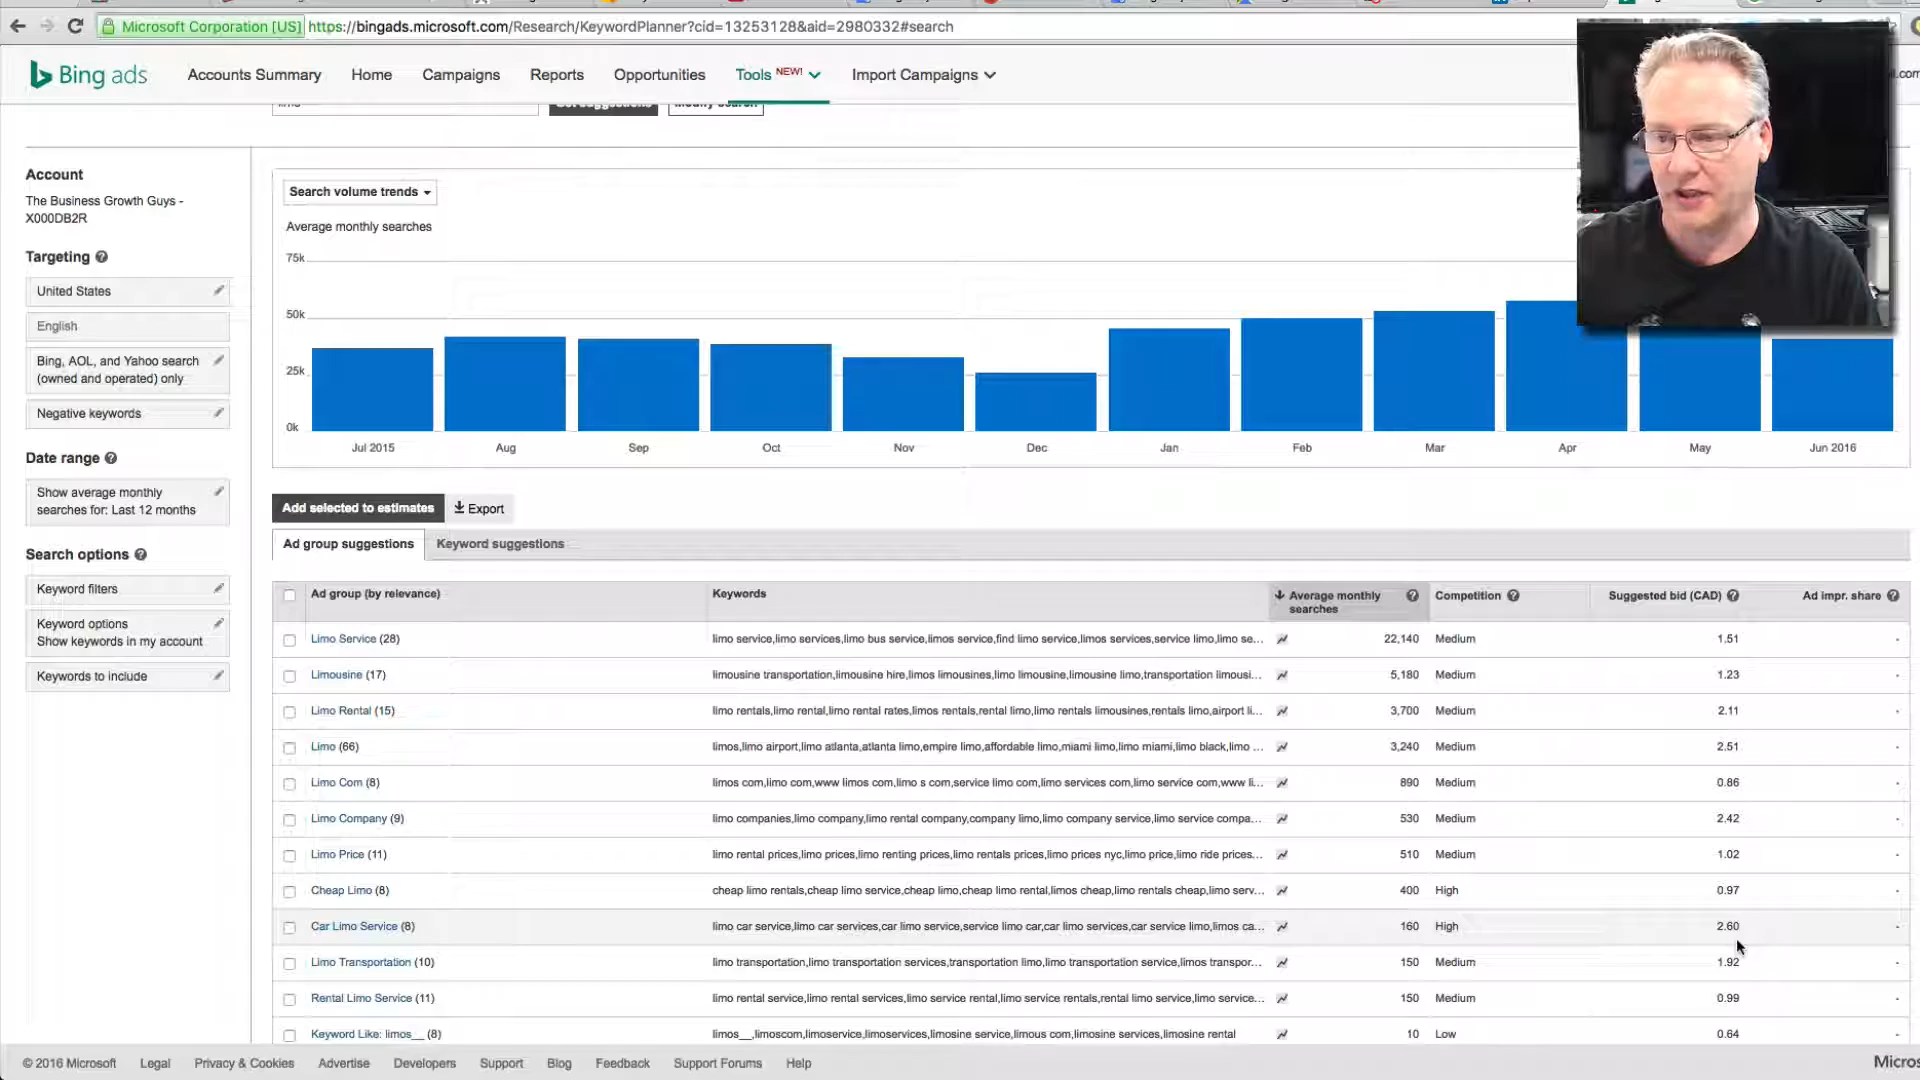 Microsoft Corporation [US] https://bingads.microsoft.com/Research/KeywordPlanner?cid=13253128&aid=2980332#search
Bing ads Accounts Summary Home Campaigns Reports Opportunities Tools NEW! Import Campaigns
Account
The Business Growth Guys -
X000DB2R
Targeting
United States
English
Bing, AOL, and Yahoo search
(owned and operated) only
Negative keywords
Date range
Show average monthly
searches for: Last 12 months
Search options
Keyword filters
Keyword options
Show keywords in my account
Keywords to include
Search volume trends
Average monthly searches
75k
50k
25k
0k
Jul 2015 Aug Sep Oct Nov Dec Jan Feb Mar Apr May Jun 2016
Add selected to estimates Export
Ad group suggestions Keyword suggestions
Ad group (by relevance) Keywords Average monthly searches Competition Suggested bid (CAD) Ad impr. share
Limo Service (28) limo service,limo services,limo bus service,limos service,find limo service,limos services,service limo,limo se... 22,140 Medium 1.51 -
Limousine (17) limousine transportation,limousine hire,limos limousines,limo limousine,limousine limo,transportation limousi... 5,180 Medium 1.23 -
Limo Rental (15) limo rentals,limo rental,limo rental rates,limos rentals,rental limo,limo rentals limousines,rentals limo,airport li... 3,700 Medium 2.11 -
Limo (66) limos,limo airport,limo atlanta,atlanta limo,empire limo,affordable limo,miami limo,limo miami,limo black,limo ... 3,240 Medium 2.51 -
Limo Com (8) limos com,limo com,www limos com,limo s com,service limo com,limo services com,limo service com,www li... 890 Medium 0.86 -
Limo Company (9) limo companies,limo company,limo rental company,company limo,limo company service,limo service compa... 530 Medium 2.42 -
Limo Price (11) limo rental prices,limo prices,limo renting prices,limo rentals prices,limo prices nyc,limo price,limo ride prices... 510 Medium 1.02 -
Cheap Limo (8) cheap limo rentals,cheap limo service,cheap limo,cheap limo rental,limos cheap,limo rentals cheap,limo serv... 400 High 0.97 -
Car Limo Service (8) limo car service,limo car services,car limo service,service limo car,car limo services,car service limo,limos ca... 160 High 2.60 -
Limo Transportation (10) limo transportation,limo transportation services,transportation limo,limo transportation service,limos transpor... 150 Medium 1.92 -
Rental Limo Service (11) limo rental service,limo rental services,limo service rental,limo service rentals,rental limo service,limo service... 150 Medium 0.99 -
Keyword Like: limos__ (8) limos__,limoscom,limoservice,limoservices,limosine service,limous com,limosine services,limosine rental 10 Low 0.64 -
© 2016 Microsoft Legal Privacy & Cookies Advertise Developers Support Blog Feedback Support Forums Help